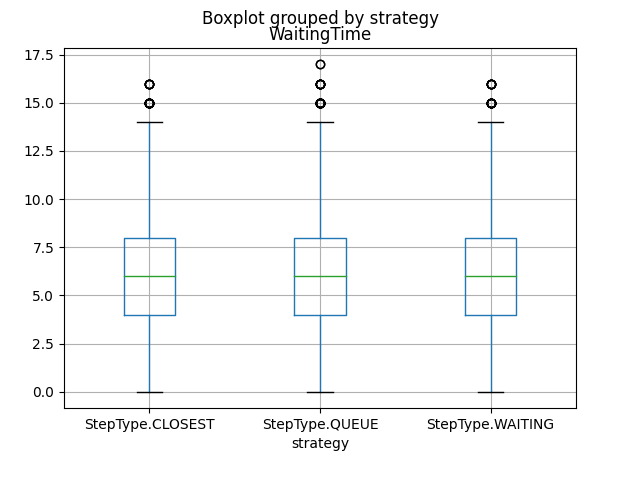 Boxplot grouped by strategy
WaitingTime
17.5
15.0
12.5
10.0
7.5
5.0
2.5
0.0
StepType.CLOSEST StepType.QUEUE StepType.WAITING
strategy